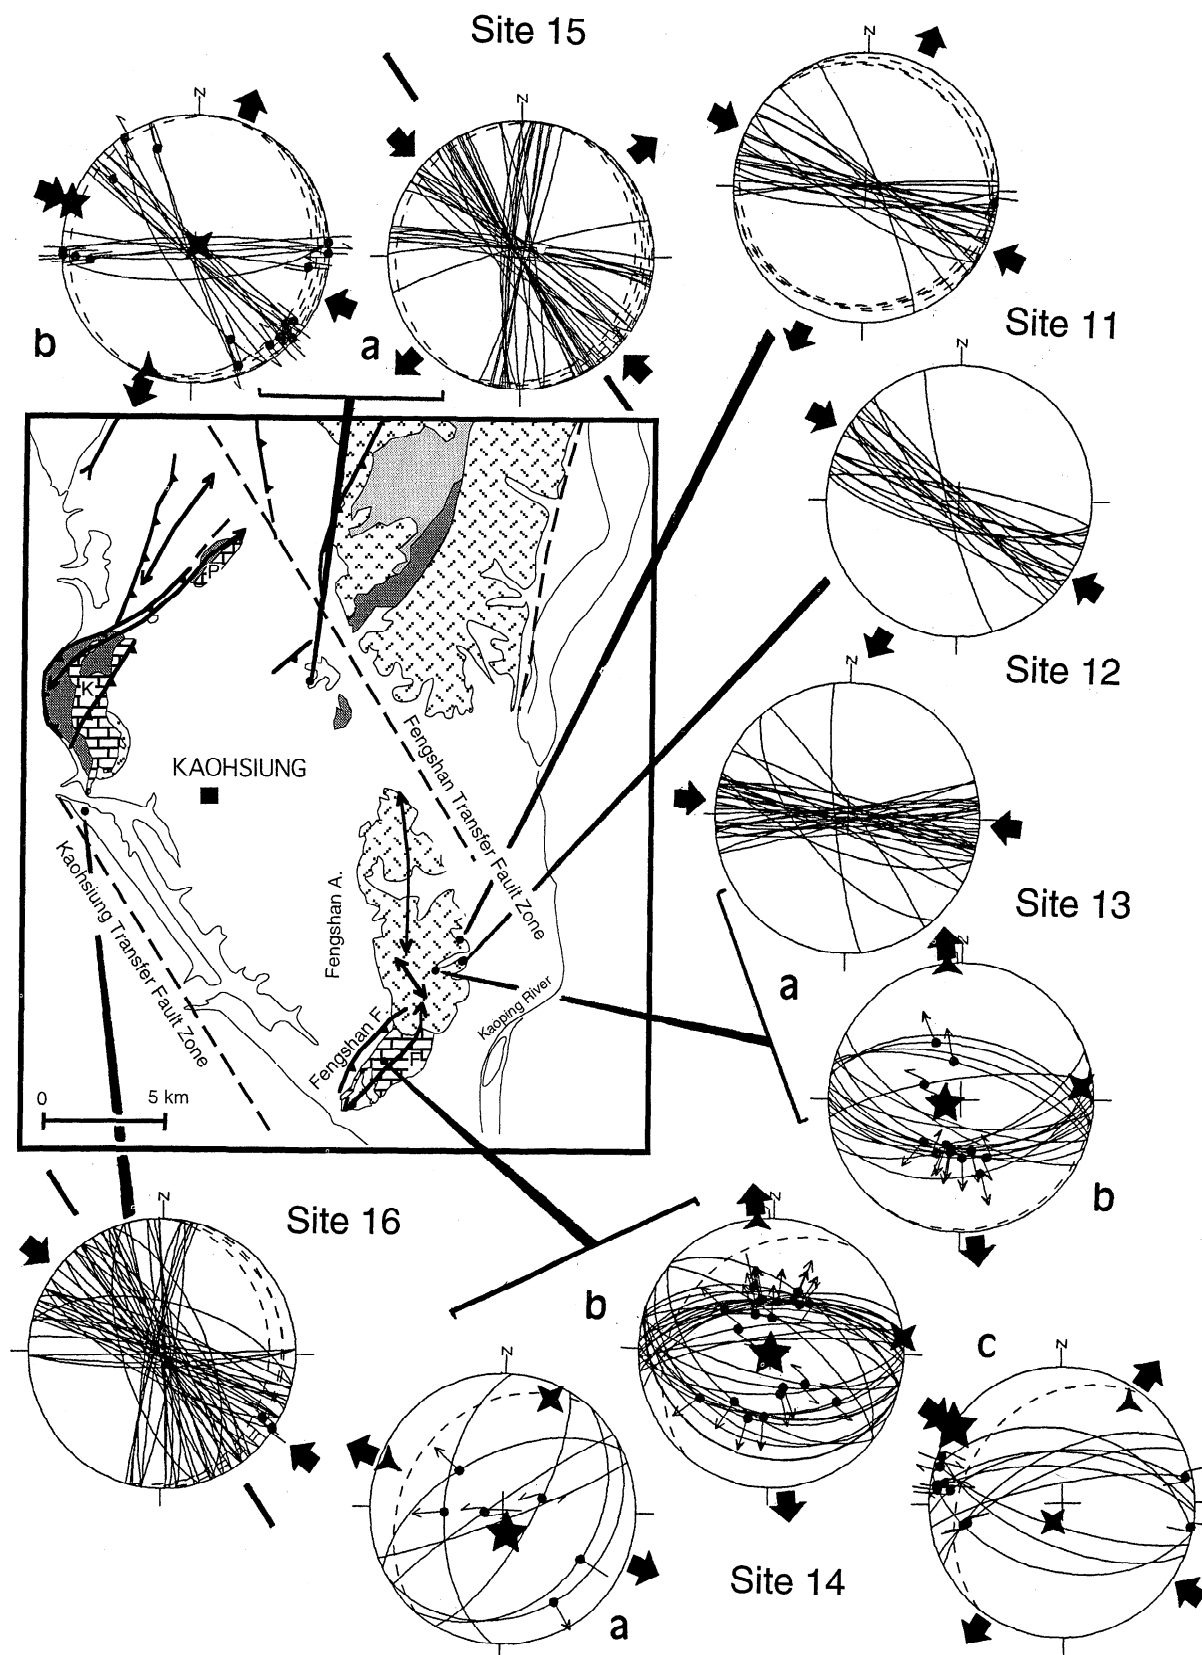 Site 15
N
N
N
b
a
Site 11
N
Site 12
N
P
K
KAOHSIUNG
Fengshan Transfer Fault Zone
Kaohsiung Transfer Fault Zone
Fengshan A.
Fengshan F.
Kaoping River
0 5 km
Site 13
a
N
b
Site 16
N
N
b
c
N
N
Site 14
a